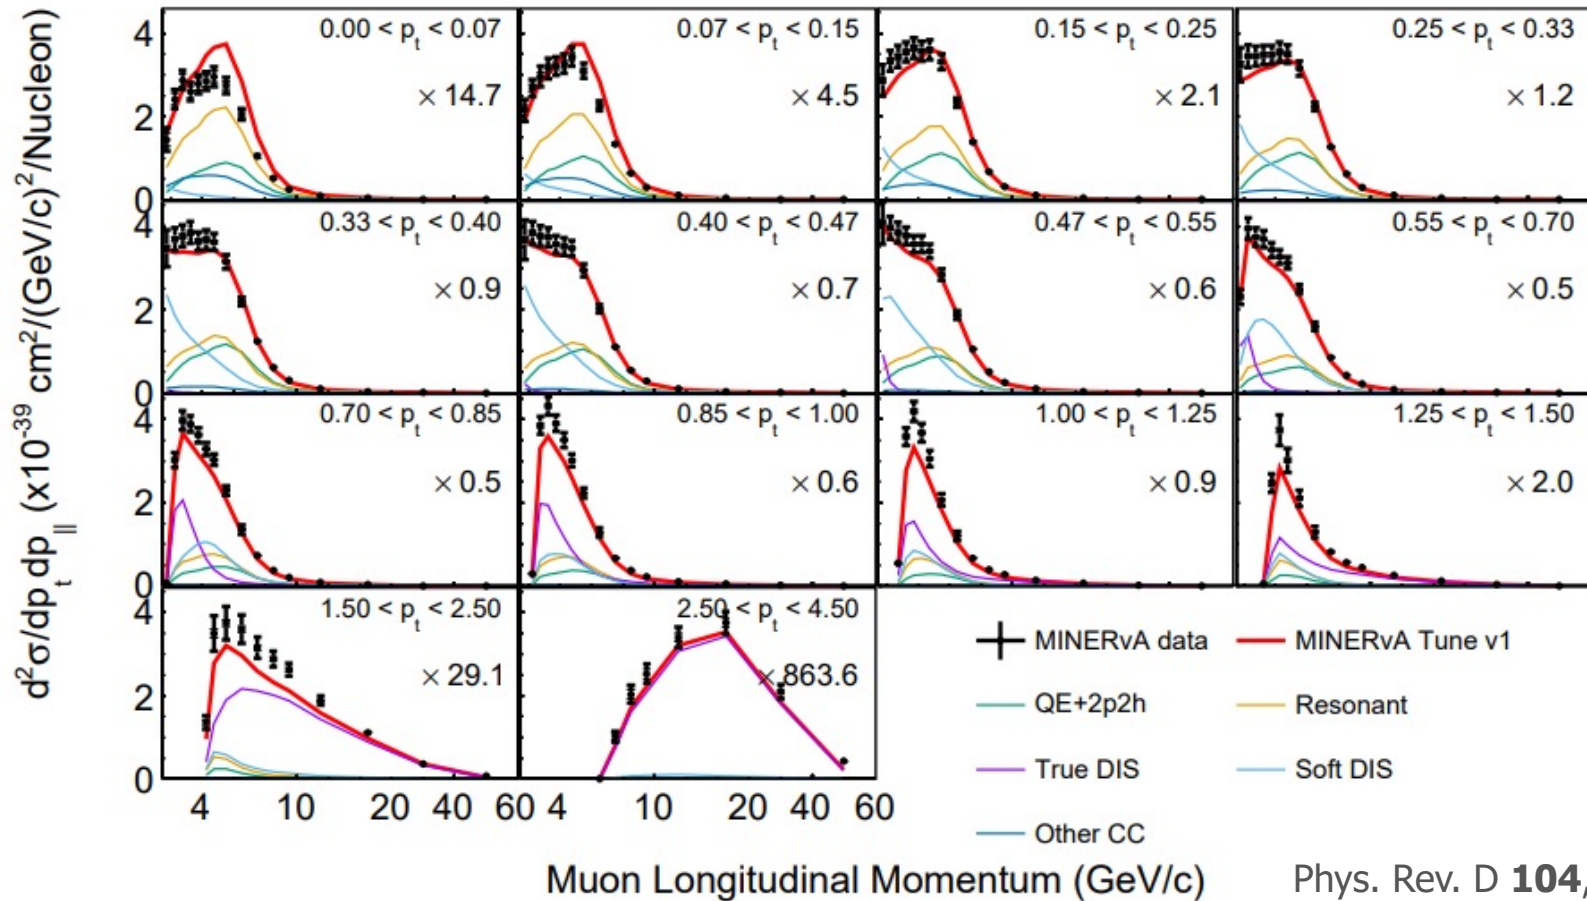 d²σ/dp_t dp_∥ (x10⁻³⁹ cm²/(GeV/c)²/Nucleon)
0.00 < p_t < 0.07
× 14.7
0.07 < p_t < 0.15
× 4.5
0.15 < p_t < 0.25
× 2.1
0.25 < p_t < 0.33
× 1.2
4
2
0
0.33 < p_t < 0.40
× 0.9
0.40 < p_t < 0.47
× 0.7
0.47 < p_t < 0.55
× 0.6
0.55 < p_t < 0.70
× 0.5
4
2
0
0.70 < p_t < 0.85
× 0.5
0.85 < p_t < 1.00
× 0.6
1.00 < p_t < 1.25
× 0.9
1.25 < p_t < 1.50
× 2.0
4
2
0
1.50 < p_t < 2.50
× 29.1
2.50 < p_t < 4.50
× 863.6
4
2
0
4 10 20 40 60 4 10 20 40 60
MINERvA data
MINERvA Tune v1
QE+2p2h
Resonant
True DIS
Soft DIS
Other CC
Muon Longitudinal Momentum (GeV/c)
Phys. Rev. D 104,